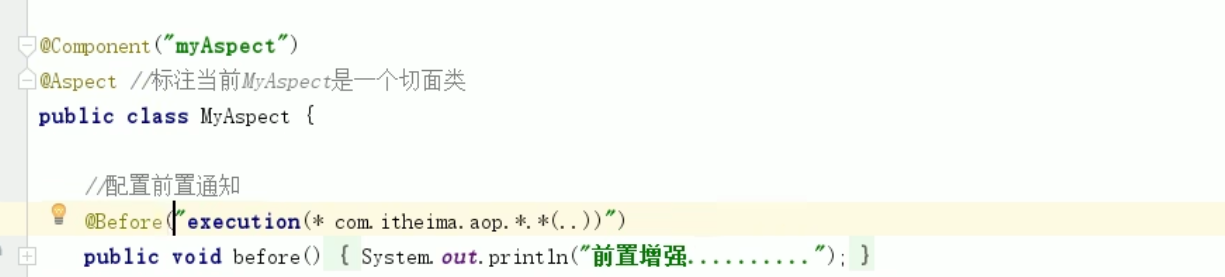 @Component("myAspect")
@Aspect //标注当前MyAspect是一个切面类
public class MyAspect {
//配置前置通知
@Before("execution(* com.itheima.aop.*.*(..))")
public void before() { System.out.println("前置增强.........."); }